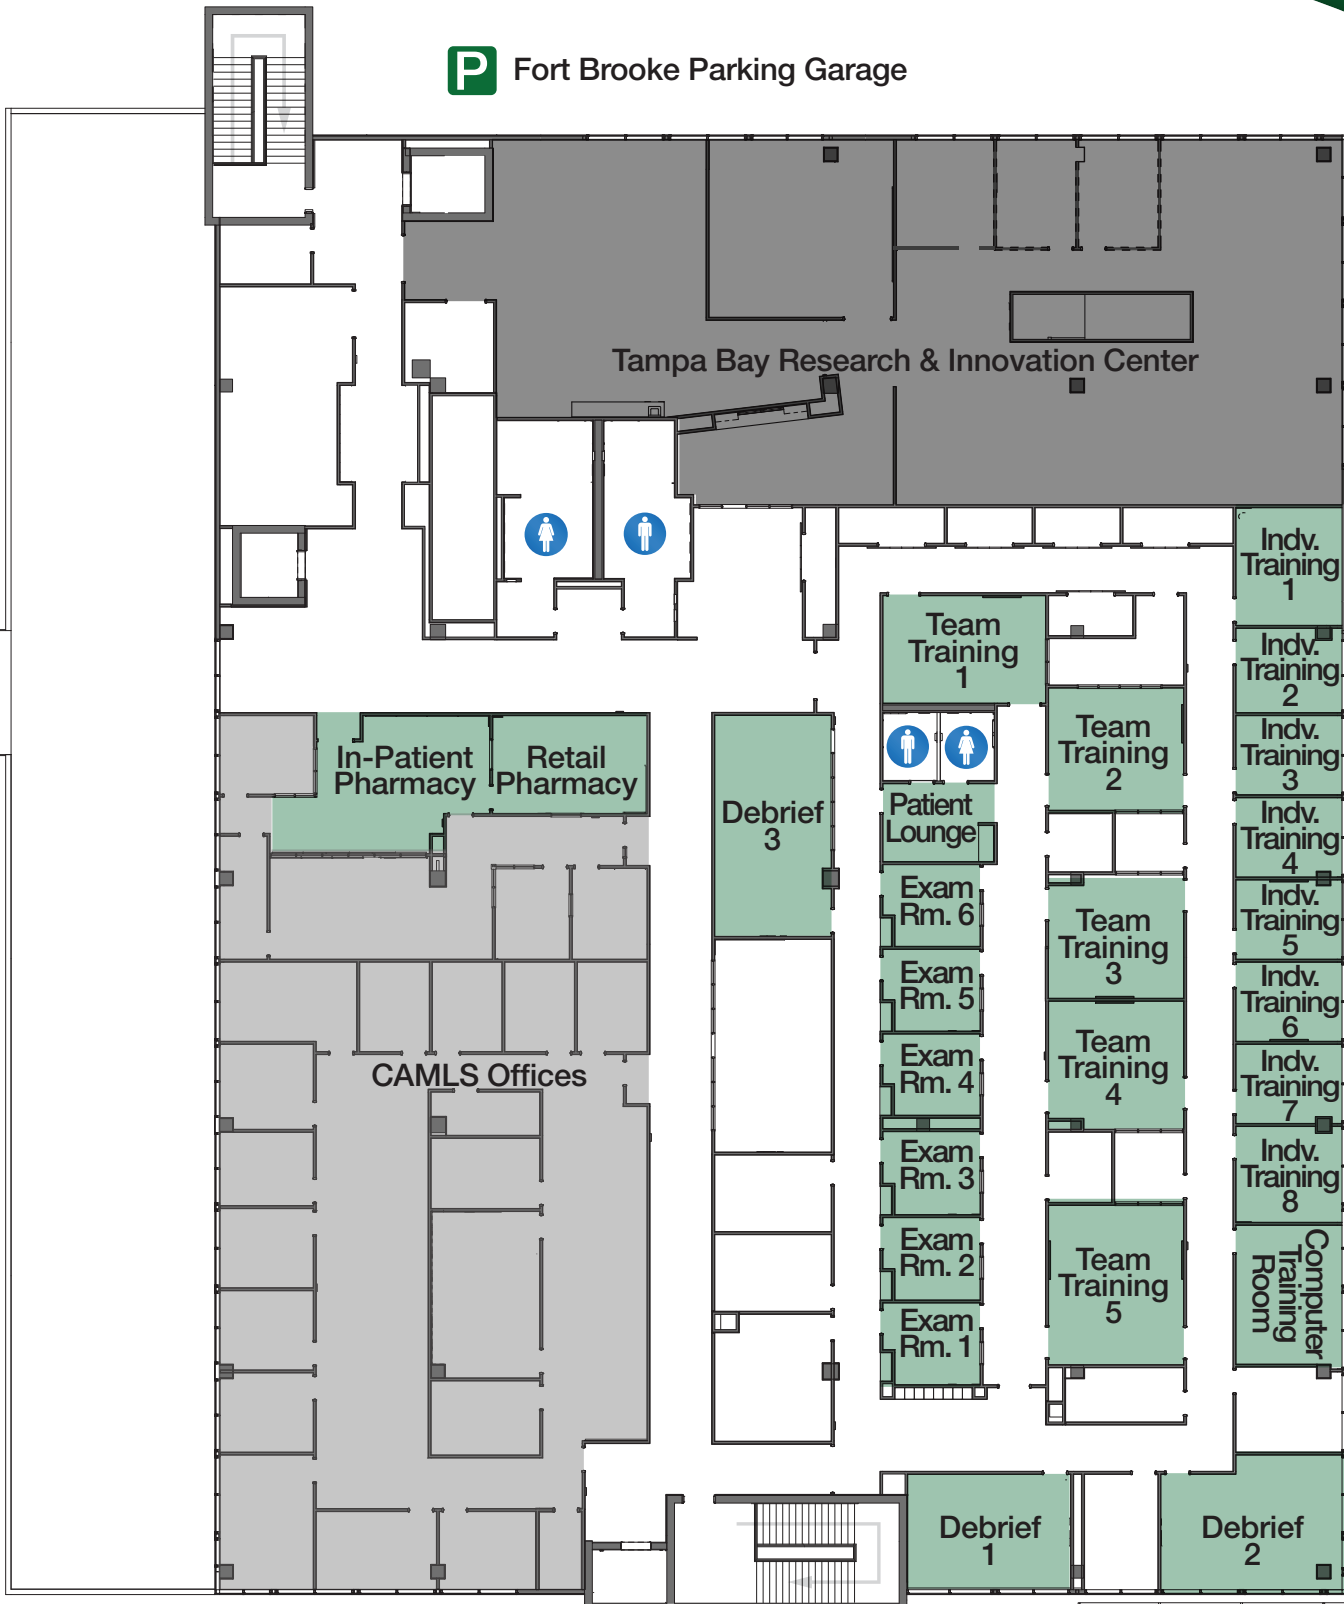 P Fort Brooke Parking Garage
Tampa Bay Research & Innovation Center
Indv.
Training
1
Team
Training
1
Indv.
Training
2
Team
Training
2
Indv.
Training
3
In-Patient
Pharmacy
Retail
Pharmacy
Debrief
3
Patient
Lounge
Indv.
Training
4
Exam
Rm. 6
Indv.
Training
5
Team
Training
3
Exam
Rm. 5
Indv.
Training
6
CAMLS Offices
Exam
Rm. 4
Team
Training
4
Indv.
Training
7
Exam
Rm. 3
Indv.
Training
8
Exam
Rm. 2
Team
Training
5
Computer
Training
Room
Exam
Rm. 1
Debrief
1
Debrief
2